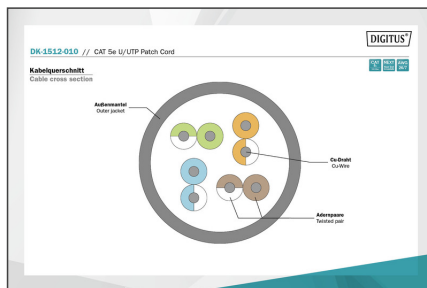 DIGITUS®
DK-1512-010 // CAT 5e U/UTP Patch Cord
Kabelquerschnitt
Cable cross section
Außenmantel
Outer jacket
Cu-Draht
Cu-Wire
Adernpaare
Twisted pair